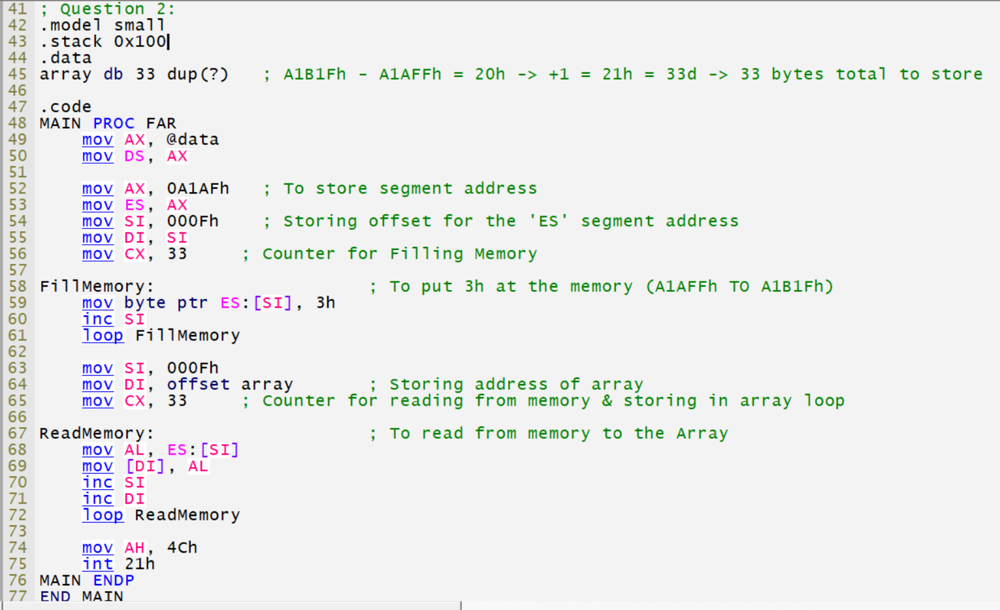 41 ; Question 2:
42 .model small
43 .stack 0x100
44 .data
45 array db 33 dup(?) ; A1B1Fh - A1AFFh = 20h -> +1 = 21h = 33d -> 33 bytes total to store
46
47 .code
48 MAIN PROC FAR
49 mov AX, @data
50 mov DS, AX
51
52 mov AX, 0A1AFh ; To store segment address
53 mov ES, AX
54 mov SI, 000Fh ; Storing offset for the 'ES' segment address
55 mov DI, SI
56 mov CX, 33 ; Counter for Filling Memory
57
58 FillMemory: ; To put 3h at the memory (A1AFFh TO A1B1Fh)
59 mov byte ptr ES:[SI], 3h
60 inc SI
61 loop FillMemory
62
63 mov SI, 000Fh
64 mov DI, offset array ; Storing address of array
65 mov CX, 33 ; Counter for reading from memory & storing in array loop
66
67 ReadMemory: ; To read from memory to the Array
68 mov AL, ES:[SI]
69 mov [DI], AL
70 inc SI
71 inc DI
72 loop ReadMemory
73
74 mov AH, 4Ch
75 int 21h
76 MAIN ENDP
77 END MAIN